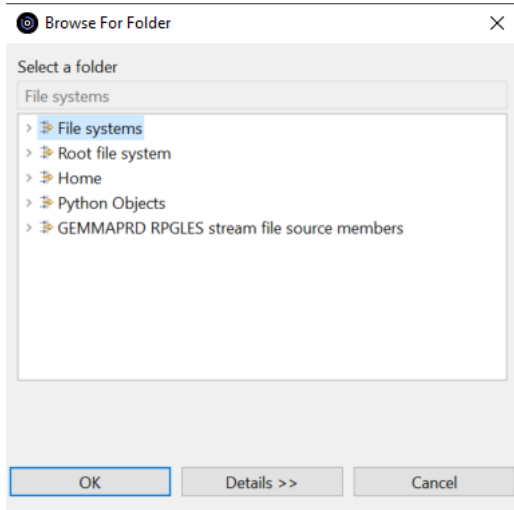 Browse For Folder
Select a folder
File systems
File systems
Root file system
Home
Python Objects
GEMMAPRD RPGLES stream file source members
OK
Details >>
Cancel